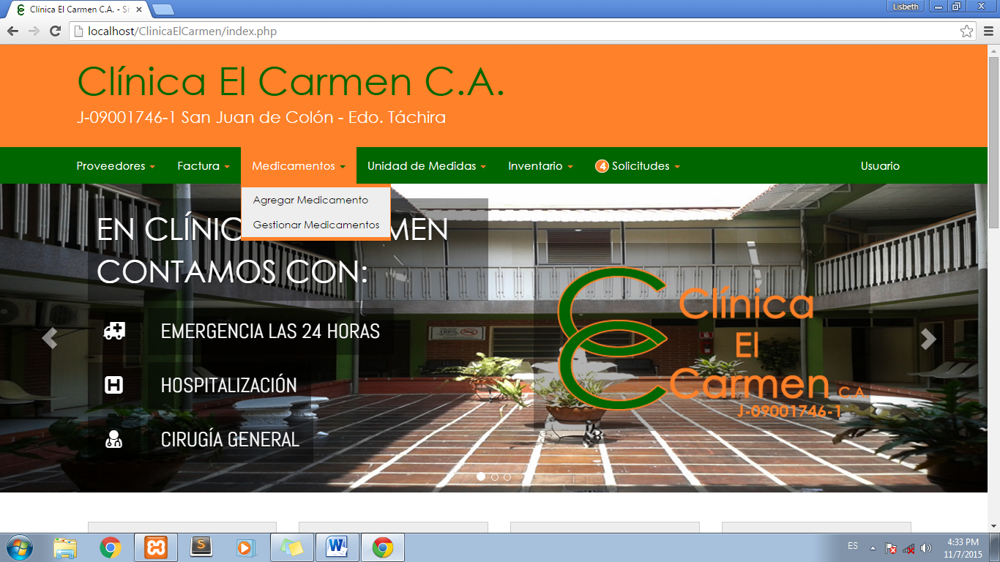 Clínica El Carmen C.A. - Si
Lisbeth
localhost/ClinicaElCarmen/index.php
Clínica El Carmen C.A.
J-09001746-1 San Juan de Colón - Edo. Táchira
Proveedores Factura Medicamentos Unidad de Medidas Inventario 4 Solicitudes Usuario
Agregar Medicamento
Gestionar Medicamentos
EN CLÍNIC MEN
CONTAMOS CON:
EMERGENCIA LAS 24 HORAS
HOSPITALIZACIÓN
CIRUGÍA GENERAL
Clínica
El
Carmen C.A.
J-09001746-1
100%
ES
4:33 PM
11/7/2015